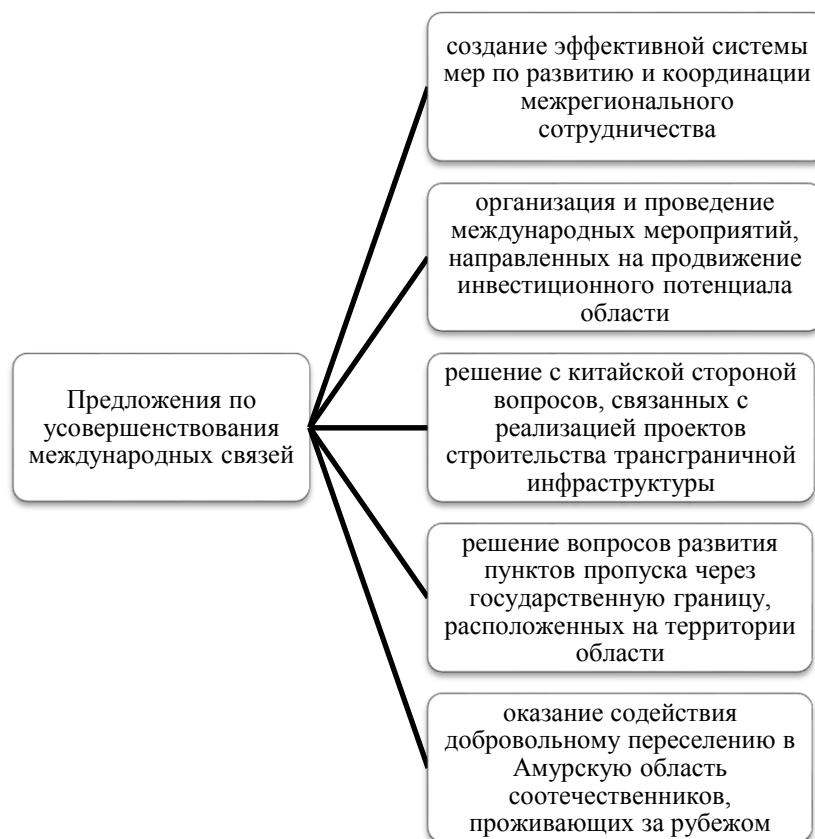 Предложения по
усовершенствования
международных связей
создание эффективной системы
мер по развитию и координации
межрегионального
сотрудничества
организация и проведение
международных мероприятий,
направленных на продвижение
инвестиционного потенциала
области
решение с китайской стороной
вопросов, связанных с
реализацией проектов
строительства трансграничной
инфраструктуры
решение вопросов развития
пунктов пропуска через
государственную границу,
расположенных на территории
области
оказание содействия
добровольному переселению в
Амурскую область
соотечественников,
проживающих за рубежом